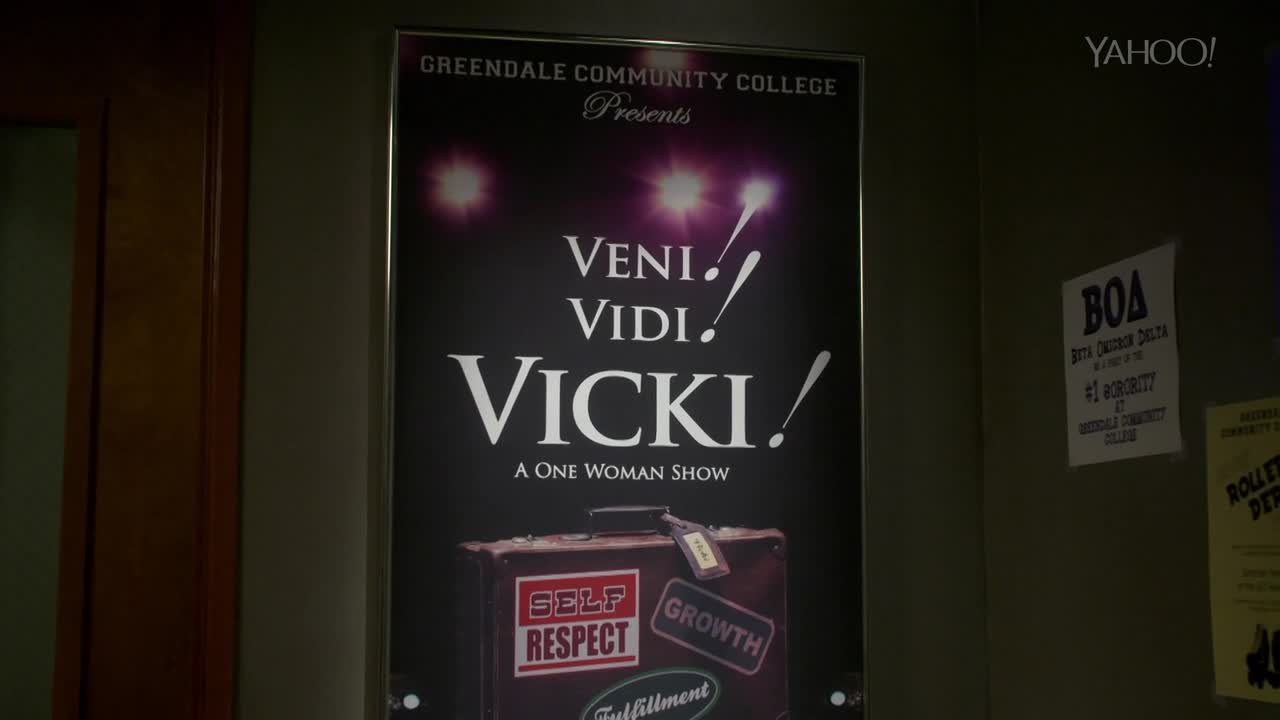 YAHOO!
GREENDALE COMMUNITY COLLEGE
Presents
VENI!
VIDI!
VICKI!
A ONE WOMAN SHOW
SELF
RESPECT
GROWTH
Fulfillment
BOΔ
BETA OMICRON DELTA
#1 SORORITY
AT
GREENDALE COMMUNITY
COLLEGE
COMMUNITY